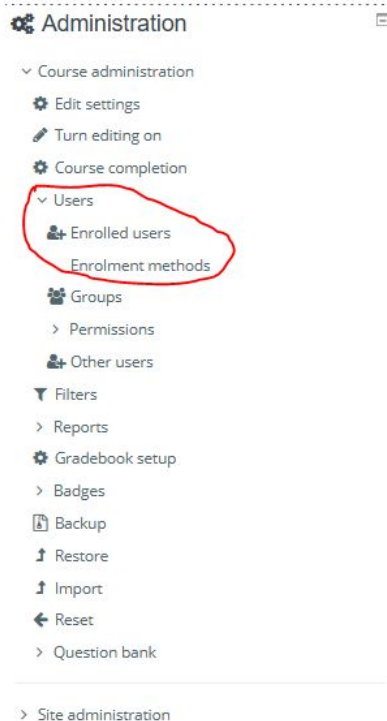 Administration
Course administration
Edit settings
Turn editing on
Course completion
Users
Enrolled users
Enrolment methods
Groups
Permissions
Other users
Filters
Reports
Gradebook setup
Badges
Backup
Restore
Import
Reset
Question bank
Site administration